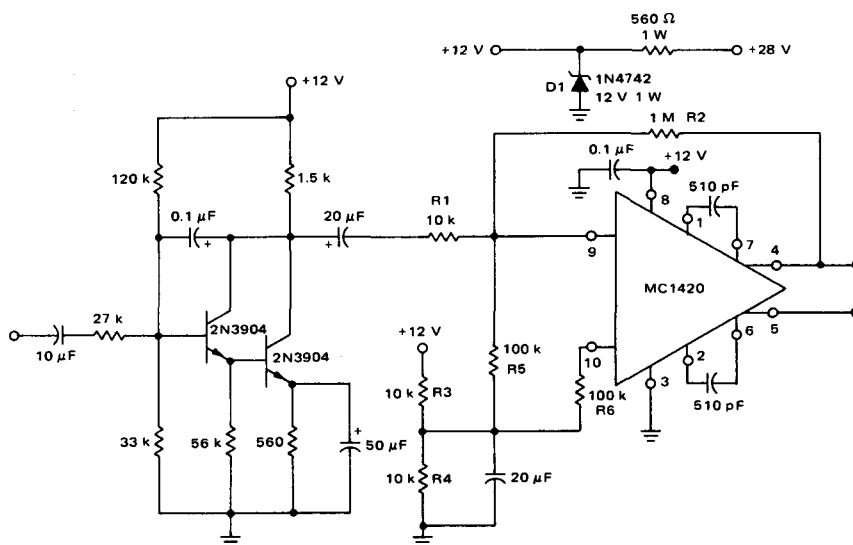 560 Ω
1 W
+12 V
+28 V
D1
1N4742
12 V 1 W
+12 V
1 M R2
0.1 µF
+12 V
510 pF
120 k
1.5 k
8
1
7
0.1 µF
+
20 µF
+
R1
10 k
9
4
MC1420
27 k
2N3904
+12 V
6
5
10 µF
2N3904
100 k
R5
10
2
10 k
R3
100 k
R6
3
510 pF
33 k
56 k
560
+
50 µF
10 k
R4
20 µF